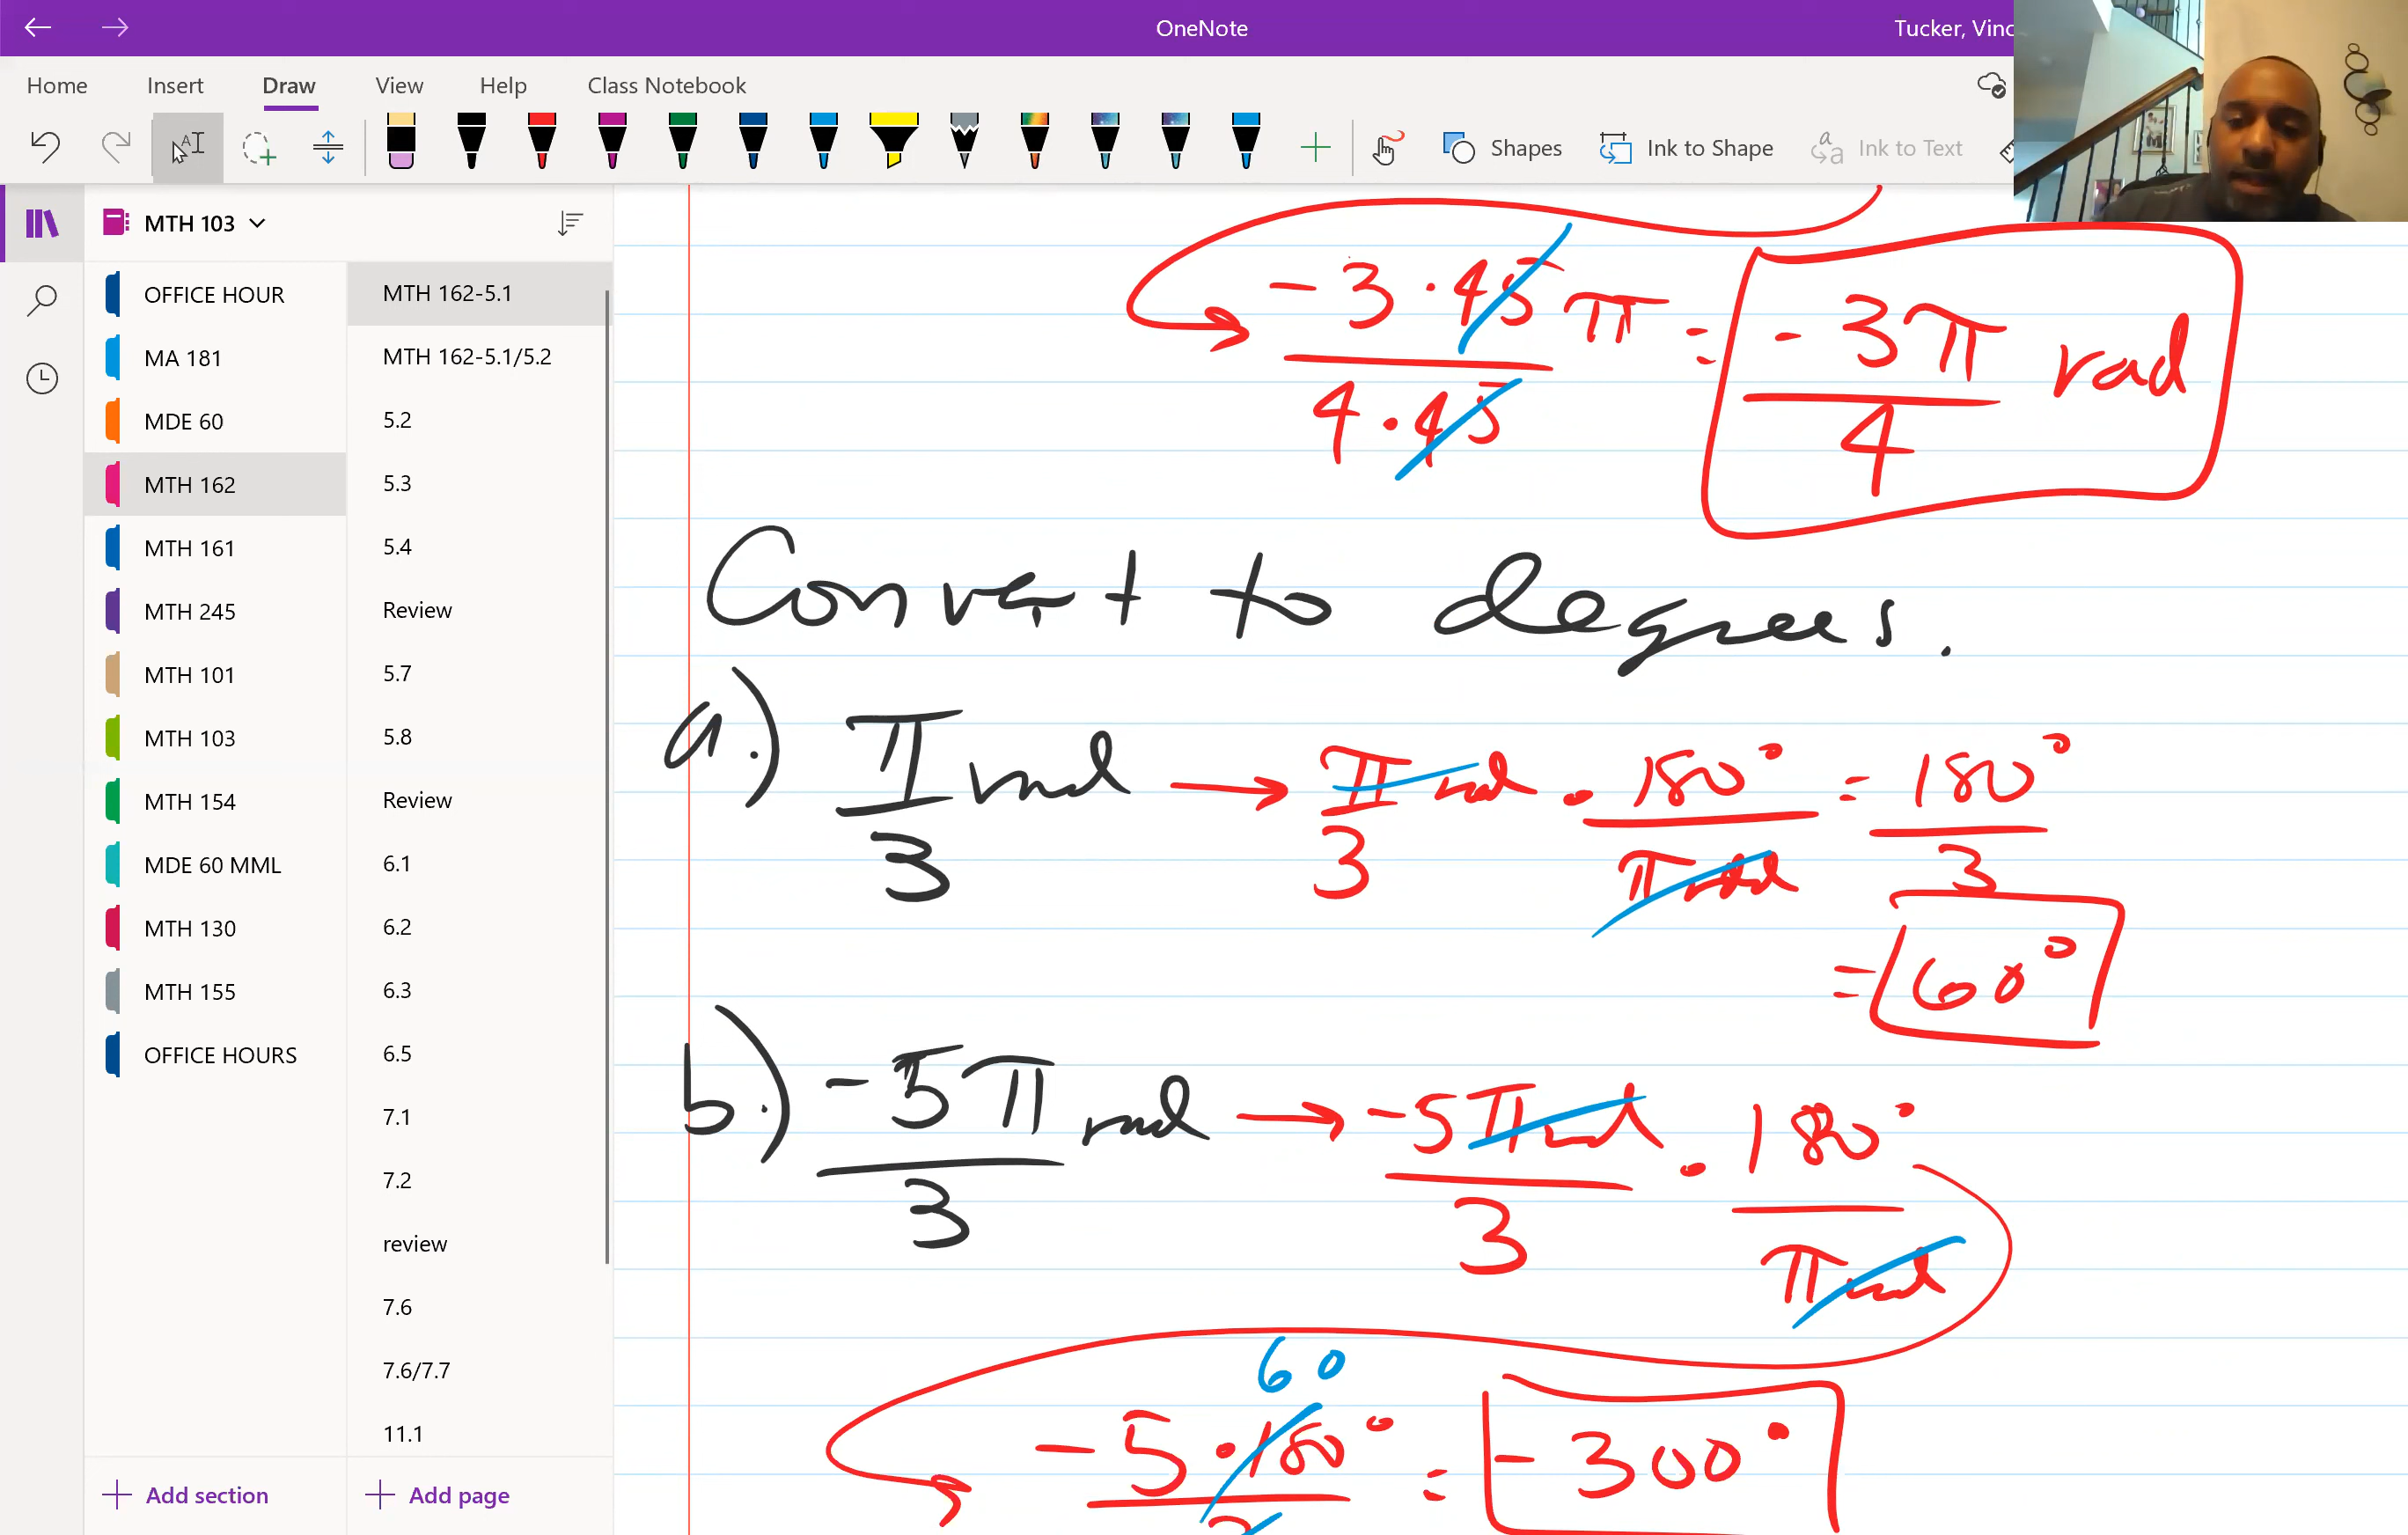 OneNote
Tucker, Vinc
Home Insert Draw View Help Class Notebook
Shapes Ink to Shape Ink to Text
MTH 103
OFFICE HOUR
MA 181
MDE 60
MTH 162
MTH 161
MTH 245
MTH 101
MTH 103
MTH 154
MDE 60 MML
MTH 130
MTH 155
OFFICE HOURS
Add section
MTH 162-5.1
MTH 162-5.1/5.2
5.2
5.3
5.4
Review
5.7
5.8
Review
6.1
6.2
6.3
6.5
7.1
7.2
review
7.6
7.6/7.7
11.1
Add page
-3·45/4·45 π = -3π/4 rad
Convert to degrees.
a.) π/3 rad → π rad/3 · 180°/π rad = 180°/3
= 60°
b.) -5π/3 rad → -5π rad/3 · 180°/π rad
60
-5·180°/3 = -300°